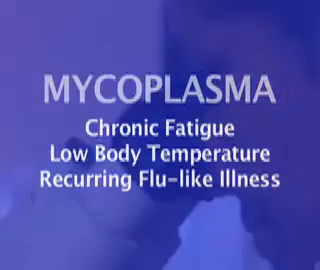 MYCOPLASMA
Chronic Fatigue
Low Body Temperature
Recurring Flu-like Illness